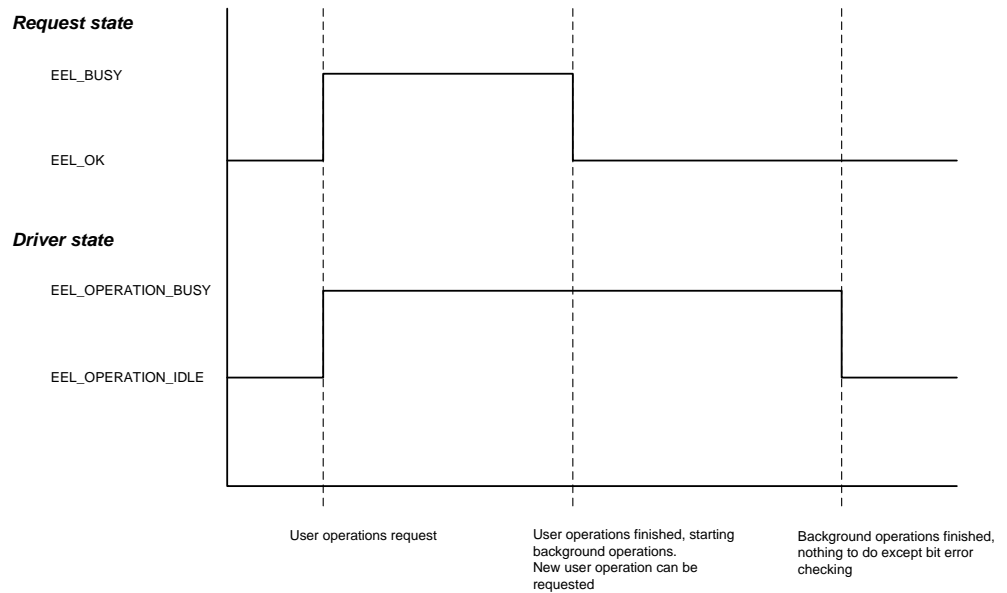 Request state
EEL_BUSY
EEL_OK
Driver state
EEL_OPERATION_BUSY
EEL_OPERATION_IDLE
User operations request
User operations finished, starting
background operations.
New user operation can be
requested
Background operations finished,
nothing to do except bit error
checking